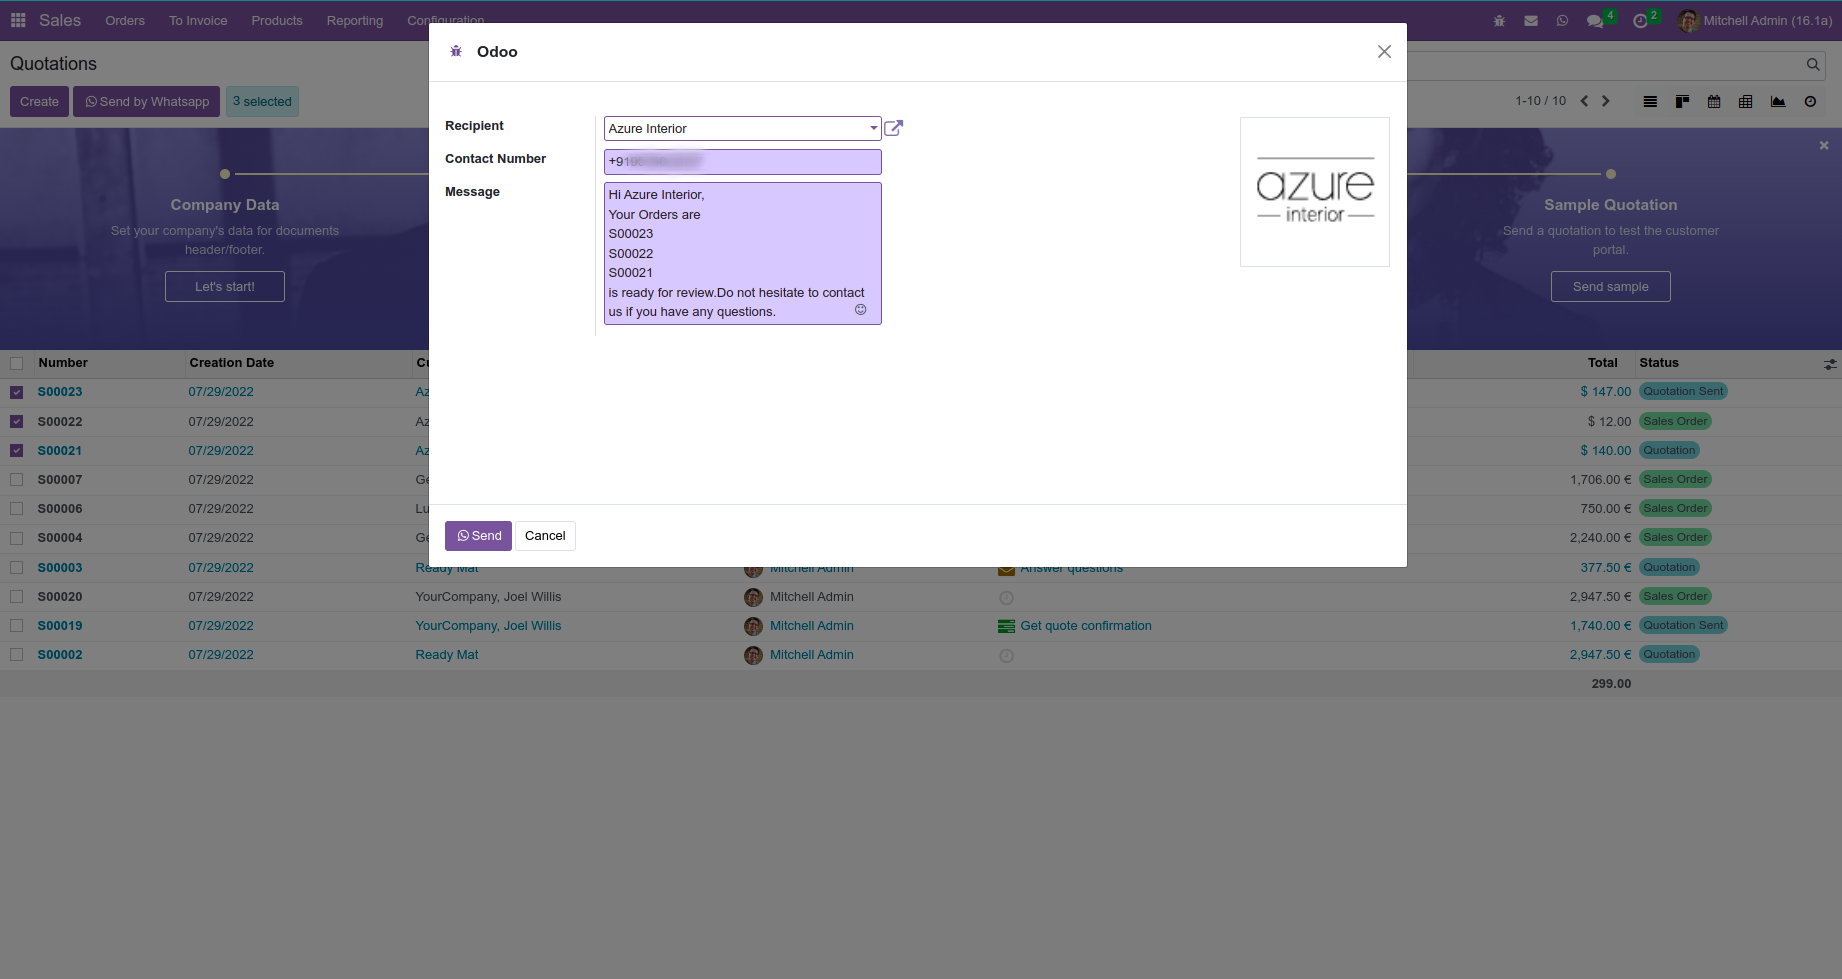 Sales Orders To Invoice Products Reporting Configuration 4 2 Mitchell Admin (16.1a)
Quotations
Create Send by Whatsapp 3 selected 1-10 / 10
Odoo
Recipient Azure Interior
Contact Number +91
Message Hi Azure Interior,
Your Orders are
S00023
S00022
S00021
is ready for review.Do not hesitate to contact
us if you have any questions.
azure
interior
Send Cancel
Company Data
Set your company's data for documents
header/footer.
Let's start!
Sample Quotation
Send a quotation to test the customer
portal.
Send sample
Number Creation Date Total Status
S00023 07/29/2022 Az $ 147.00 Quotation Sent
S00022 07/29/2022 Az $ 12.00 Sales Order
S00021 07/29/2022 Az $ 140.00 Quotation
S00007 07/29/2022 Ge 1,706.00 € Sales Order
S00006 07/29/2022 Lu 750.00 € Sales Order
S00004 07/29/2022 Ge 2,240.00 € Sales Order
S00003 07/29/2022 Ready Mat Mitchell Admin Answer questions 377.50 € Quotation
S00020 07/29/2022 YourCompany, Joel Willis Mitchell Admin 2,947.50 € Sales Order
S00019 07/29/2022 YourCompany, Joel Willis Mitchell Admin Get quote confirmation 1,740.00 € Quotation Sent
S00002 07/29/2022 Ready Mat Mitchell Admin 2,947.50 € Quotation
299.00